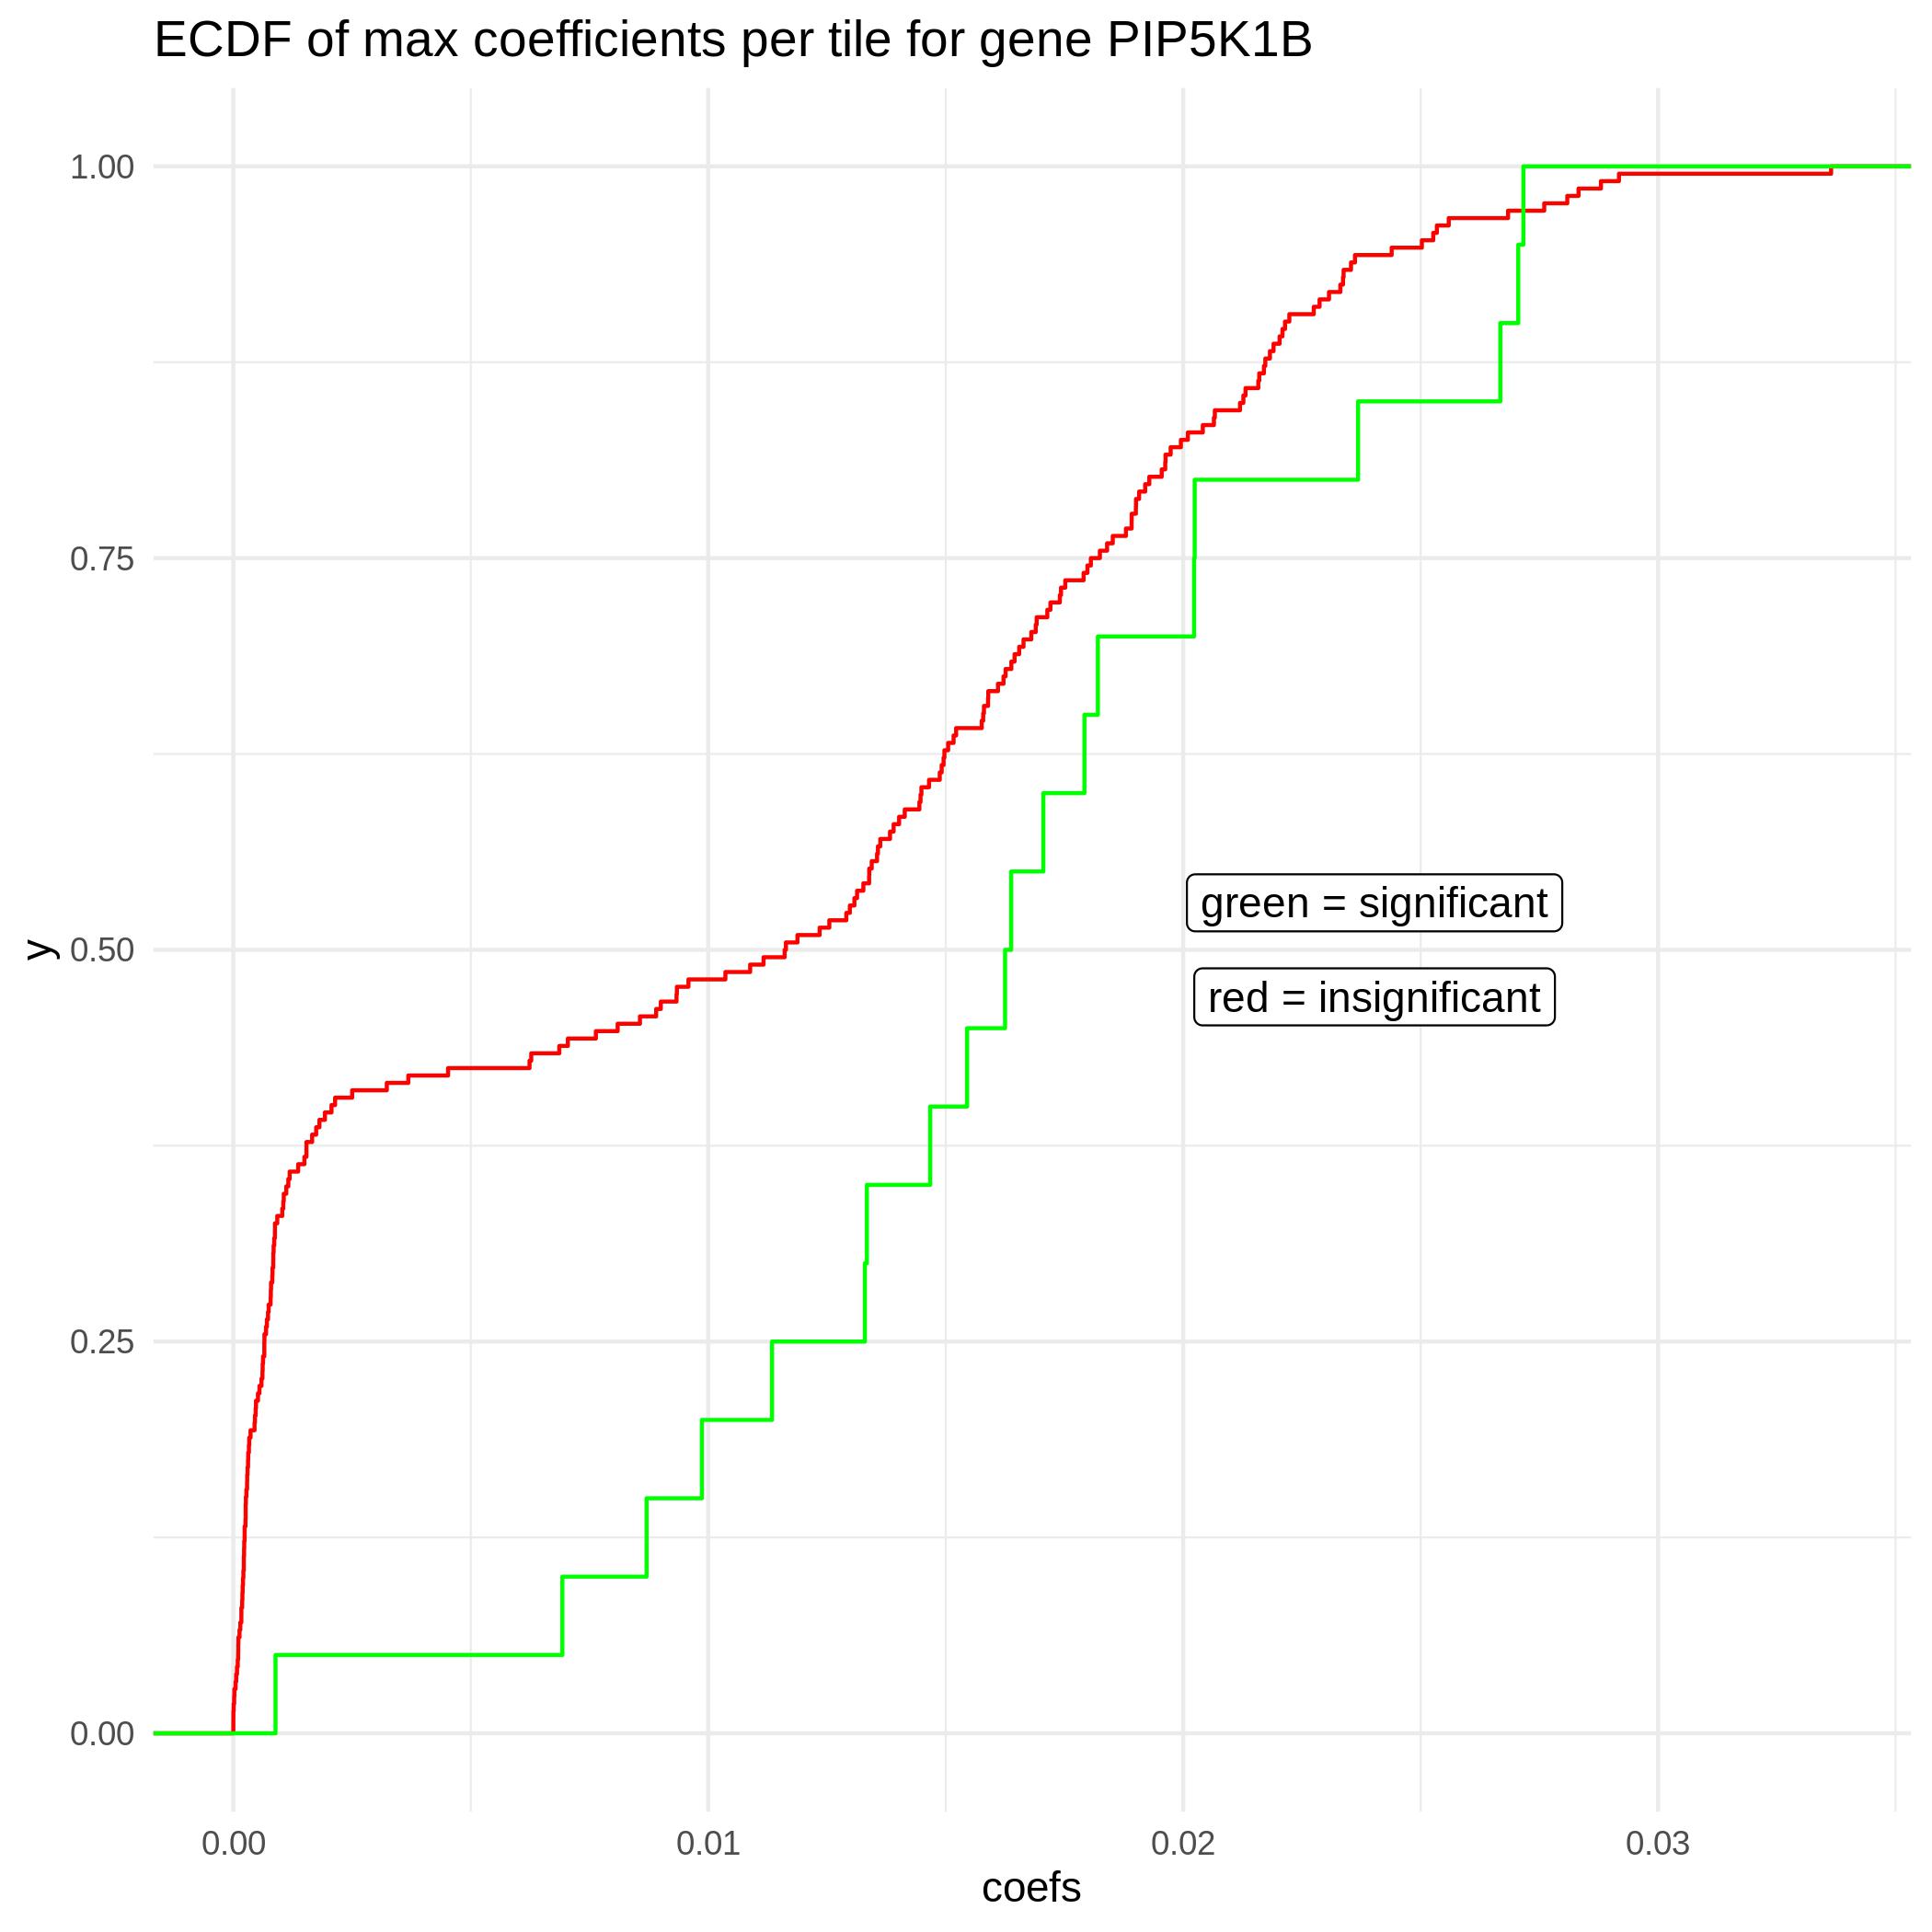 ECDF of max coefficients per tile for gene PIP5K1B
1.00
0.75
0.50
0.25
0.00
y
green = significant
red = insignificant
0.00 0.01 0.02 0.03
coefs